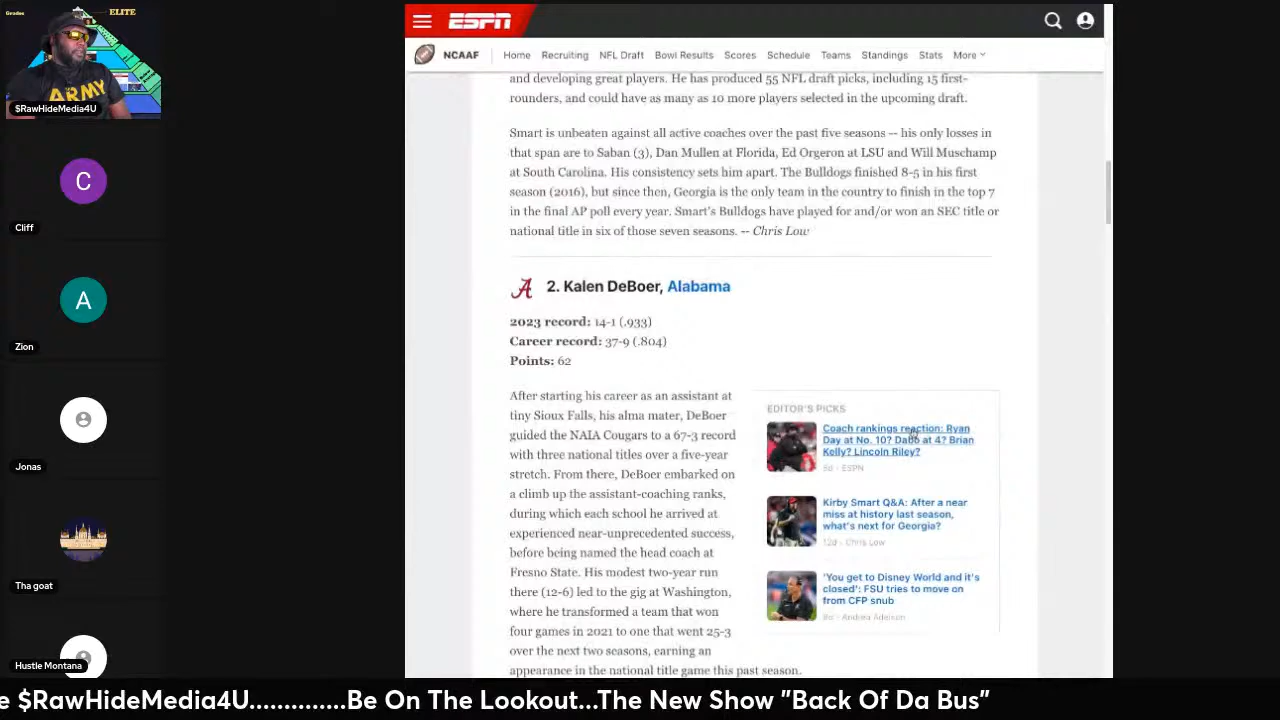 Grades
ELITE
ARMY
$RawHideMedia4U
C
Cliff
A
Zion
Jonas
Tha goat
Hustle Montana
ESPN
NCAAF
Home
Recruiting
NFL Draft
Bowl Results
Scores
Schedule
Teams
Standings
Stats
More
and developing great players. He has produced 55 NFL draft picks, including 15 first-
rounders, and could have as many as 10 more players selected in the upcoming draft.
Smart is unbeaten against all active coaches over the past five seasons -- his only losses in
that span are to Saban (3), Dan Mullen at Florida, Ed Orgeron at LSU and Will Muschamp
at South Carolina. His consistency sets him apart. The Bulldogs finished 8-5 in his first
season (2016), but since then, Georgia is the only team in the country to finish in the top 7
in the final AP poll every year. Smart's Bulldogs have played for and/or won an SEC title or
national title in six of those seven seasons. -- Chris Low
2. Kalen DeBoer, Alabama
2023 record: 14-1 (.933)
Career record: 37-9 (.804)
Points: 62
After starting his career as an assistant at
tiny Sioux Falls, his alma mater, DeBoer
guided the NAIA Cougars to a 67-3 record
with three national titles over a five-year
stretch. From there, DeBoer embarked on
a climb up the assistant-coaching ranks,
during which each school he arrived at
experienced near-unprecedented success,
before being named the head coach at
Fresno State. His modest two-year run
there (12-6) led to the gig at Washington,
where he transformed a team that won
four games in 2021 to one that went 25-3
over the next two seasons, earning an
appearance in the national title game this past season.
EDITOR'S PICKS
Coach rankings reaction: Ryan
Day at No. 10? Dabo at 4? Brian
Kelly? Lincoln Riley?
ESPN
Kirby Smart Q&A: After a near
miss at history last season,
what's next for Georgia?
12d - Chris Low
'You get to Disney World and it's
closed': FSU tries to move on
from CFP snub
Andrea Adelson
e $RawHideMedia4U..............Be On The Lookout...The New Show "Back Of Da Bus"